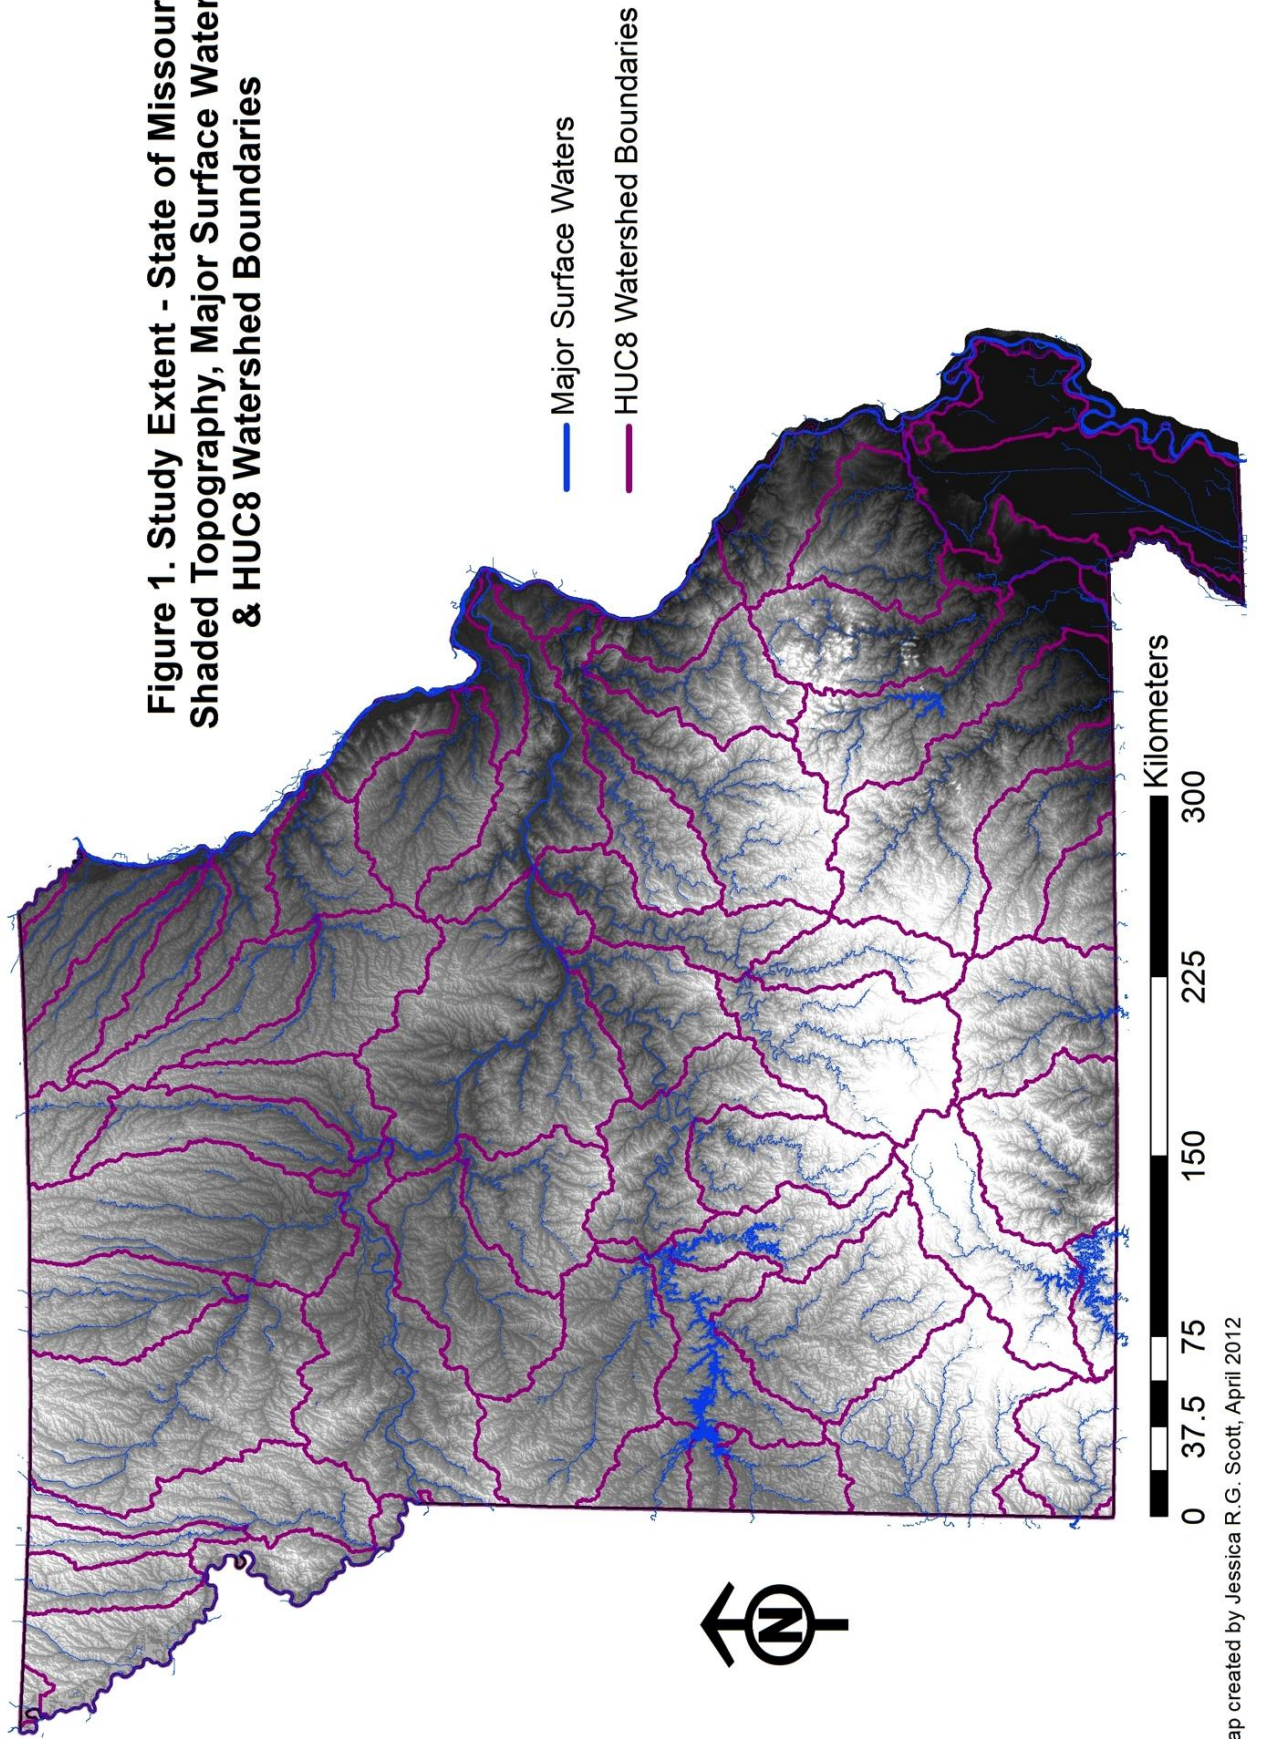 Figure 1. Study Extent - State of Missour
Shaded Topography, Major Surface Water
& HUC8 Watershed Boundaries
Major Surface Waters
HUC8 Watershed Boundaries
N
Kilometers
0 37.5 75 150 225 300
ap created by Jessica R.G. Scott, April 2012